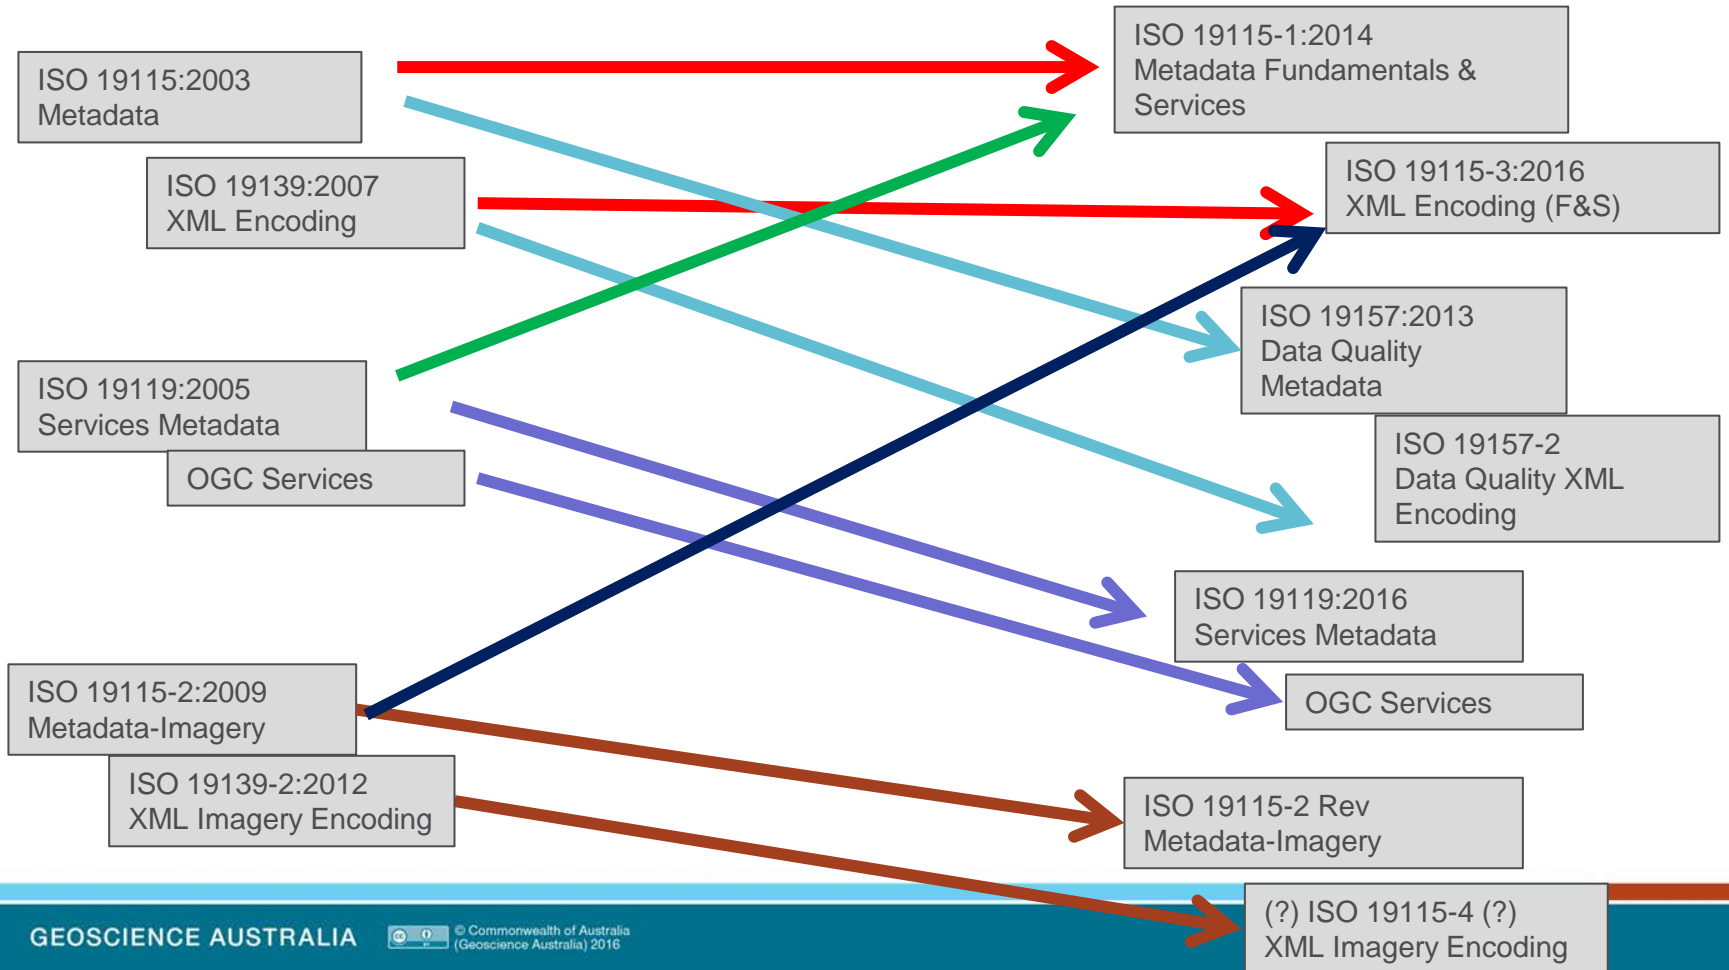 ISO 19115:2003
Metadata
ISO 19139:2007
XML Encoding
ISO 19119:2005
Services Metadata
OGC Services
ISO 19115-2:2009
Metadata-Imagery
ISO 19139-2:2012
XML Imagery Encoding
ISO 19115-1:2014
Metadata Fundamentals &
Services
ISO 19115-3:2016
XML Encoding (F&S)
ISO 19157:2013
Data Quality
Metadata
ISO 19157-2
Data Quality XML
Encoding
ISO 19119:2016
Services Metadata
OGC Services
ISO 19115-2 Rev
Metadata-Imagery
(?) ISO 19115-4 (?)
XML Imagery Encoding
GEOSCIENCE AUSTRALIA
© Commonwealth of Australia
(Geoscience Australia) 2016